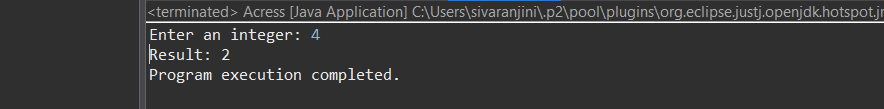 <terminated> Acress [Java Application] C:\Users\sivaranjini\.p2\pool\plugins\org.eclipse.justj.openjdk.hotspot.jr
Enter an integer: 4
Result: 2
Program execution completed.